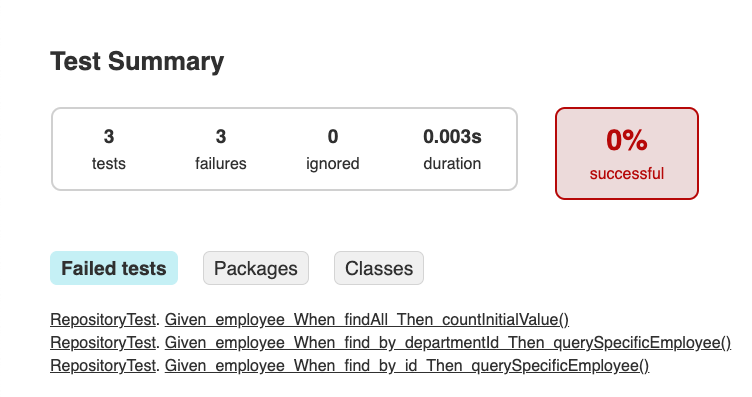 Test Summary
3 3 0 0.003s
tests failures ignored duration
0%
successful
Failed tests Packages Classes
RepositoryTest. Given_employee_When_findAll_Then_countInitialValue()
RepositoryTest. Given_employee_When_find_by_departmentId_Then_querySpecificEmployee()
RepositoryTest. Given_employee_When_find_by_id_Then_querySpecificEmployee()